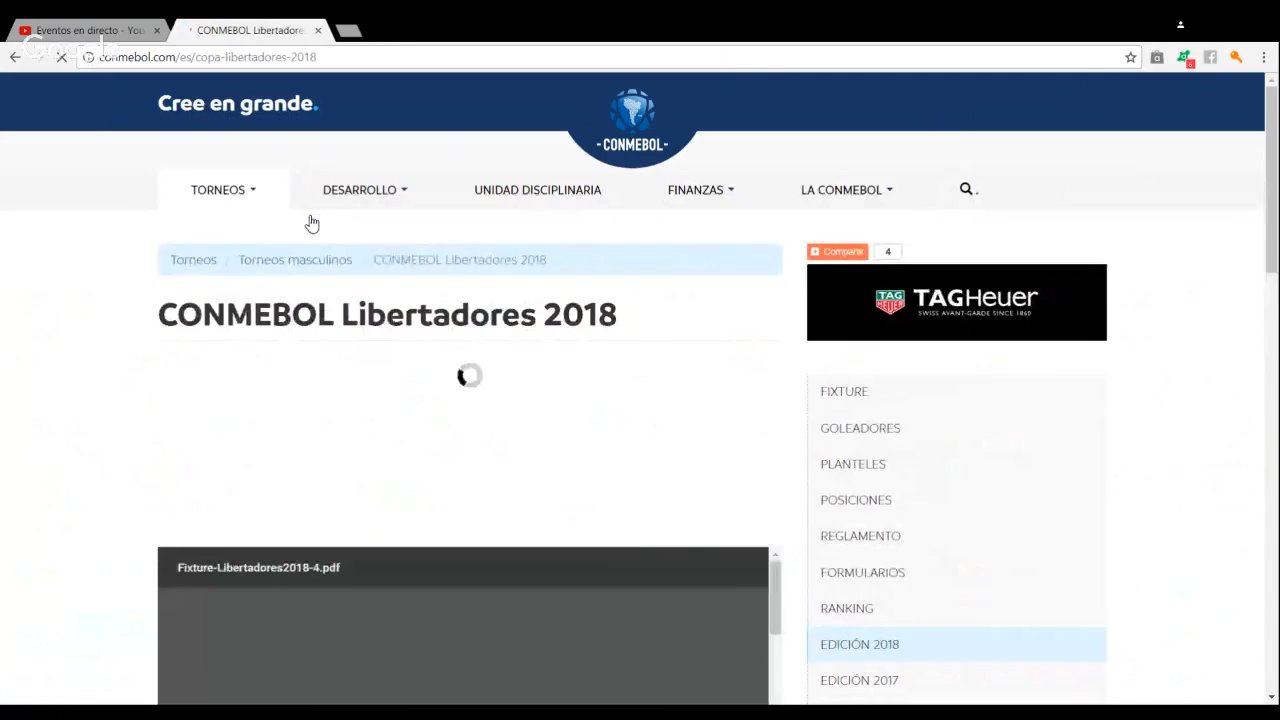 Eventos en directo - You
CONMEBOL Libertadores
Google
conmebol.com/es/copa-libertadores-2018
Cree en grande.
-CONMEBOL-
TORNEOS
DESARROLLO
UNIDAD DISCIPLINARIA
FINANZAS
LA CONMEBOL
.
Torneos
Torneos masculinos
CONMEBOL Libertadores 2018
Compartir
4
CONMEBOL Libertadores 2018
TAG HEUER
TAGHeuer
SWISS AVANT-GARDE SINCE 1860
FIXTURE
GOLEADORES
PLANTELES
POSICIONES
REGLAMENTO
FORMULARIOS
RANKING
EDICIÓN 2018
EDICIÓN 2017
Fixture-Libertadores2018-4.pdf